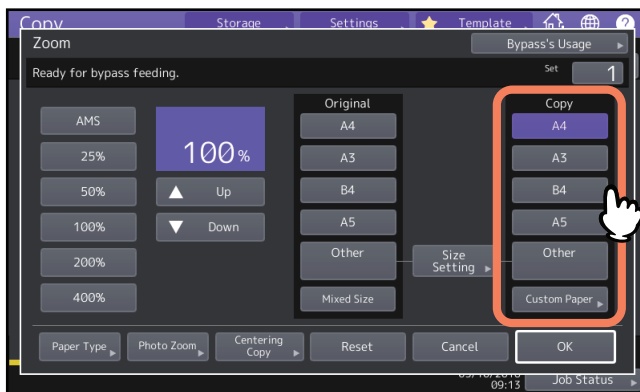 Copy Storage Settings Template ?
Zoom Bypass's Usage
Ready for bypass feeding. Set 1
Original Copy
AMS A4 A4
25% 100% A3 A3
50% Up B4 B4
100% Down A5 A5
200% Other Size Setting Other
400% Mixed Size Custom Paper
Paper Type Photo Zoom Centering Copy Reset Cancel OK
09:13 Job Status